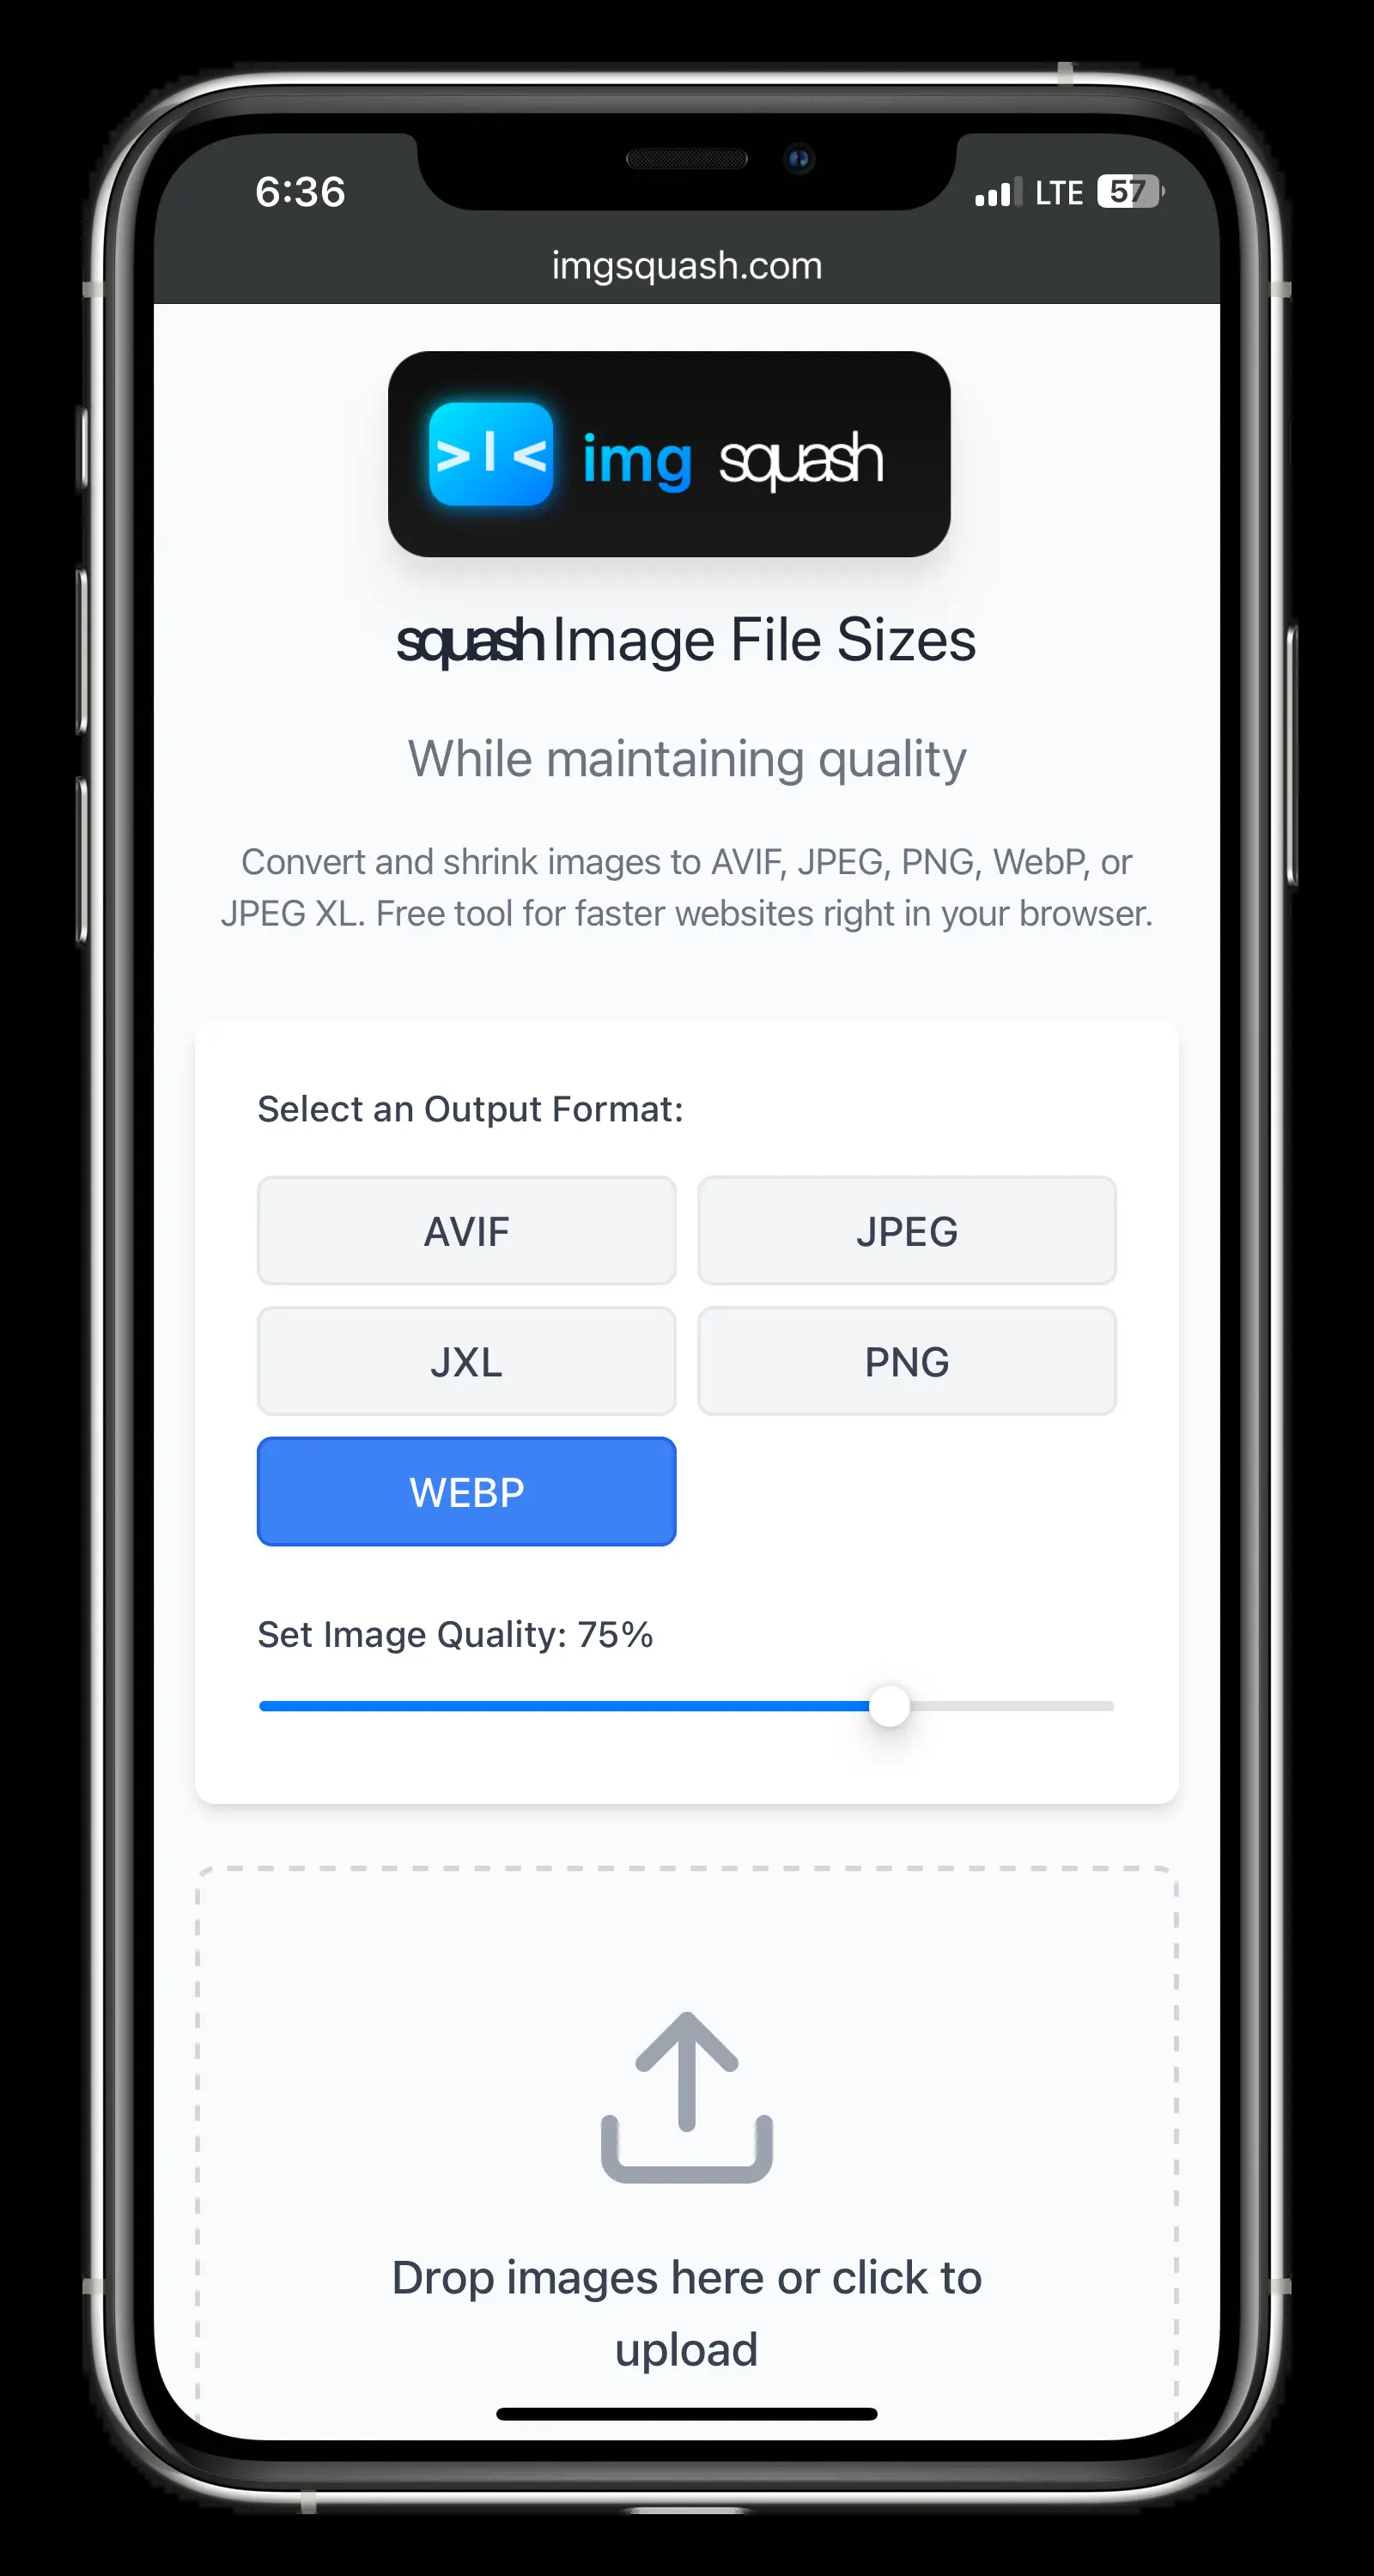 6:36
LTE 57
imgsquash.com
>|< img squash
squash Image File Sizes
While maintaining quality
Convert and shrink images to AVIF, JPEG, PNG, WebP, or
JPEG XL. Free tool for faster websites right in your browser.
Select an Output Format:
AVIF JPEG
JXL PNG
WEBP
Set Image Quality: 75%
Drop images here or click to
upload